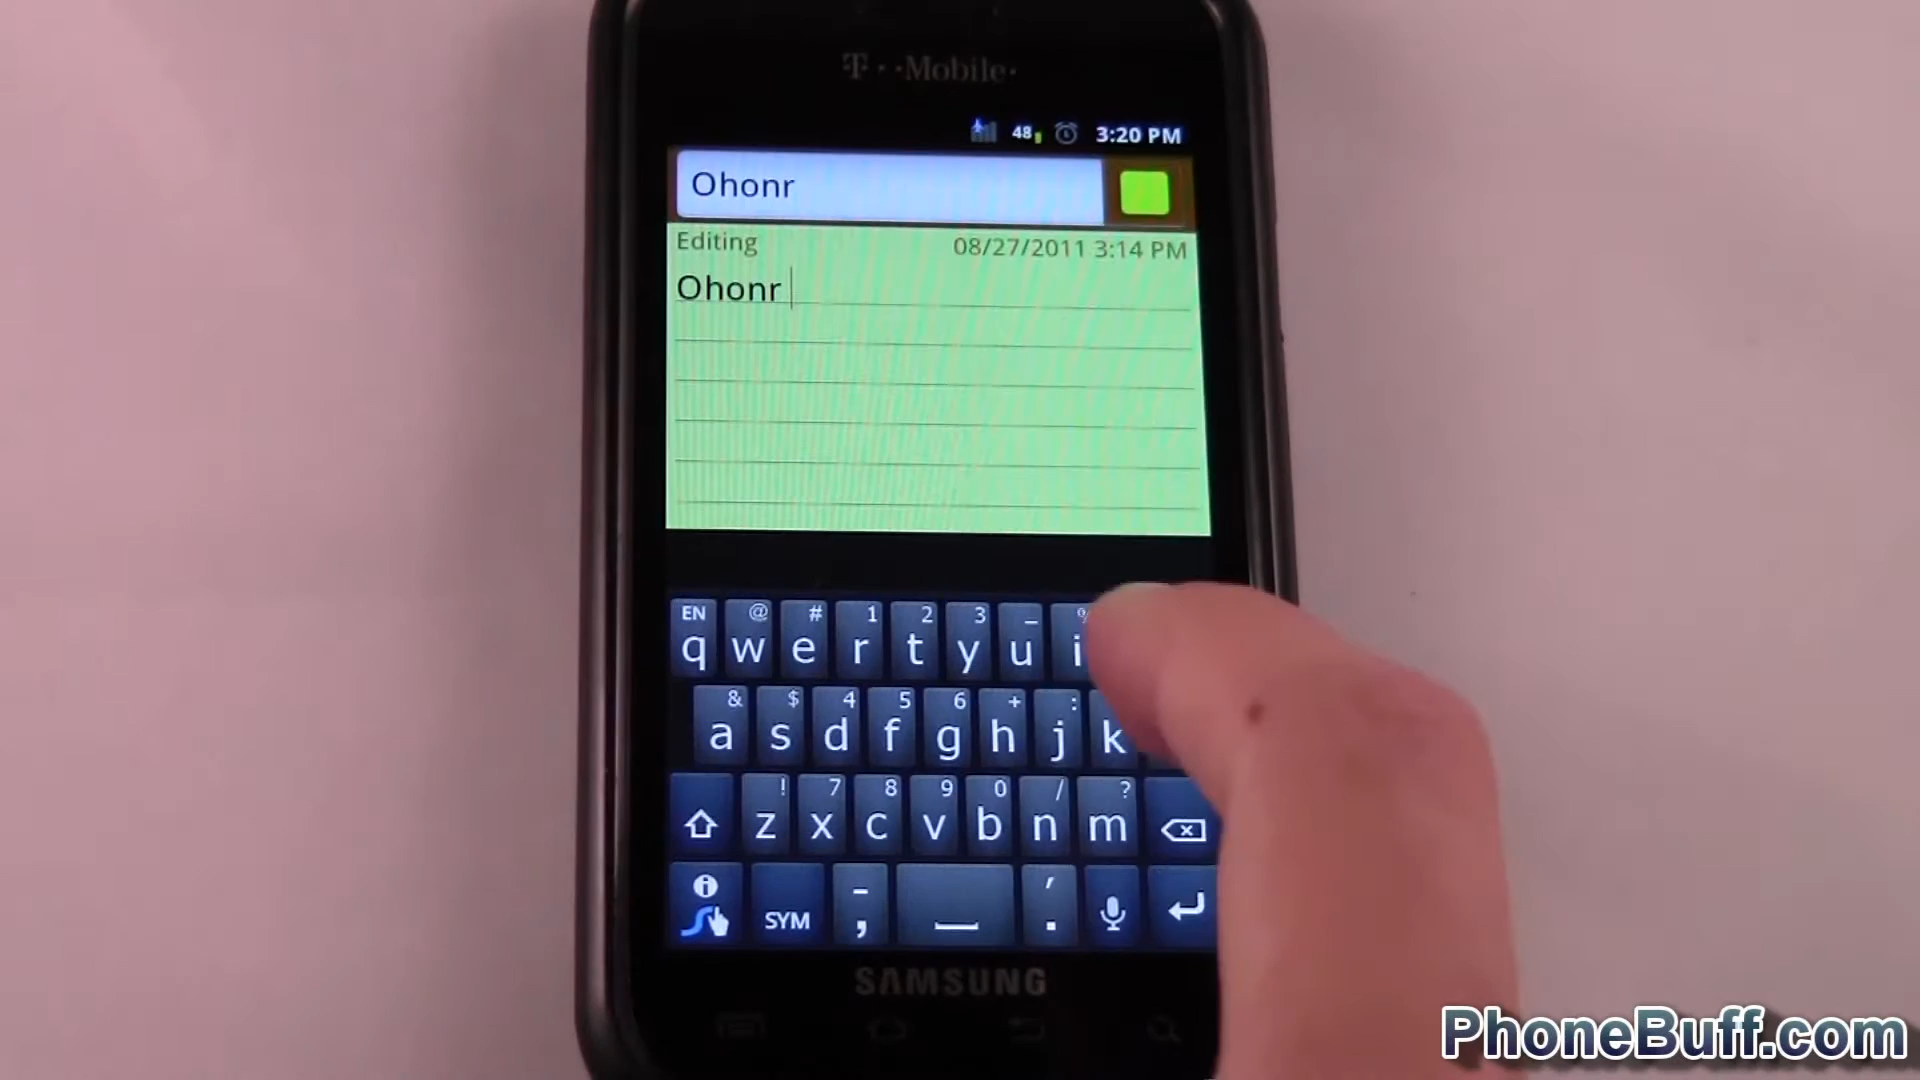 T··Mobile·
48 3:20 PM
Ohonr
Editing 08/27/2011 3:14 PM
Ohonr
EN @ # 1 2 3 _
q w e r t y u i
& $ 4 5 6 + :
a s d f g h j k
! 7 8 9 0 / ?
z x c v b n m
SYM - , ' .
SAMSUNG
PhoneBuff.com